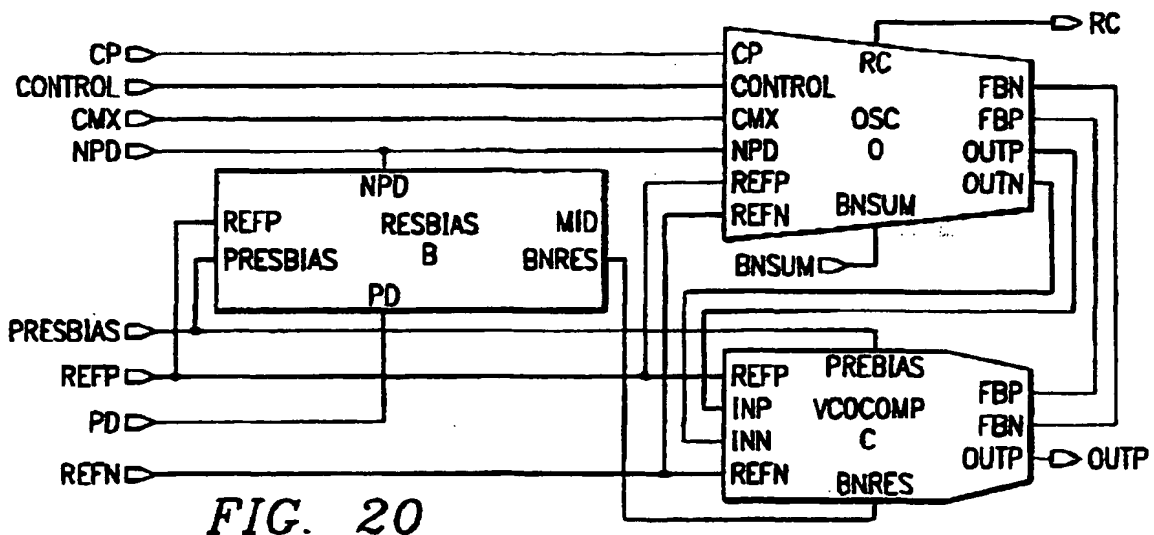 CP
CONTROL
CMX
NPD
PRESBIAS
REFP
PD
REFN
NPD
REFP
PRESBIAS
RESBIAS
B
MID
BNRES
PD
CP
CONTROL
CMX
NPD
REFP
REFN
RC
OSC
O
BNSUM
FBN
FBP
OUTP
OUTN
RC
BNSUM
PREBIAS
REFP
INP
INN
REFN
VCOCOMP
C
BNRES
FBP
FBN
OUTP
OUTP
FIG. 20